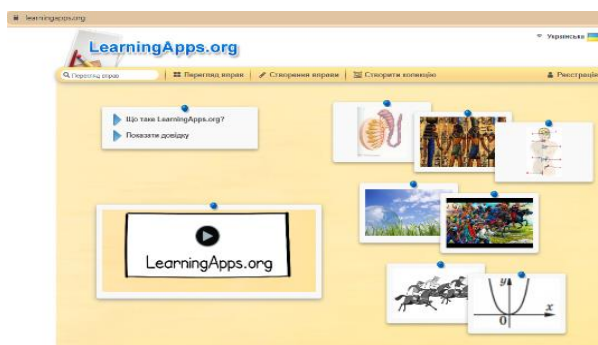 learningapps.org
Українська
LearningApps.org
Перегляд вправ | Перегляд вправ | Створення вправи | Створити колекцію
Реєстрація
Що таке LearningApps.org?
Показати довідку
LearningApps.org
y
0
x